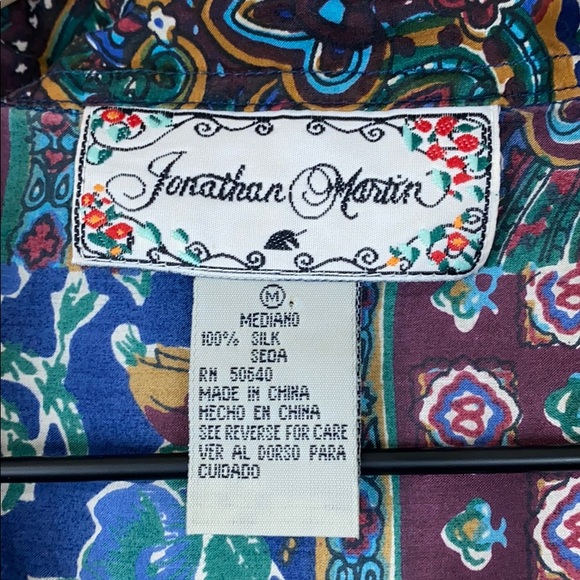 Jonathan Martin
M
MEDIANO
100% SILK
SEDA
RN 50640
MADE IN CHINA
HECHO EN CHINA
SEE REVERSE FOR CARE
VER AL DORSO PARA
CUIDADO